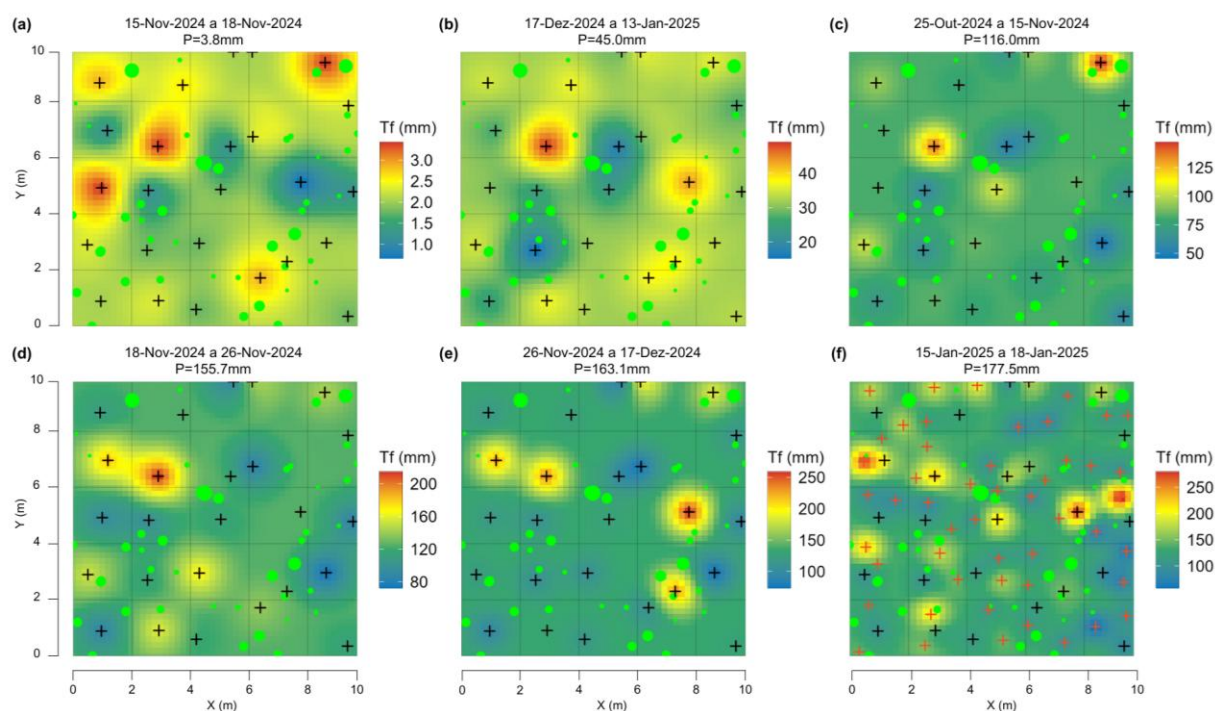 (a) 15-Nov-2024 a 18-Nov-2024
P=3.8mm
(b) 17-Dez-2024 a 13-Jan-2025
P=45.0mm
(c) 25-Out-2024 a 15-Nov-2024
P=116.0mm
10
8
6
4
2
0
Y (m)
Tf (mm)
3.0
2.5
2.0
1.5
1.0
Tf (mm)
40
30
20
Tf (mm)
150
125
100
75
50
(d) 18-Nov-2024 a 26-Nov-2024
P=155.7mm
(e) 26-Nov-2024 a 17-Dez-2024
P=163.1mm
(f) 15-Jan-2025 a 18-Jan-2025
P=177.5mm
10
8
6
4
2
0
Y (m)
Tf (mm)
200
160
120
80
Tf (mm)
250
200
150
100
Tf (mm)
250
200
150
100
0 2 4 6 8 10
X (m)
0 2 4 6 8 10
X (m)
0 2 4 6 8 10
X (m)